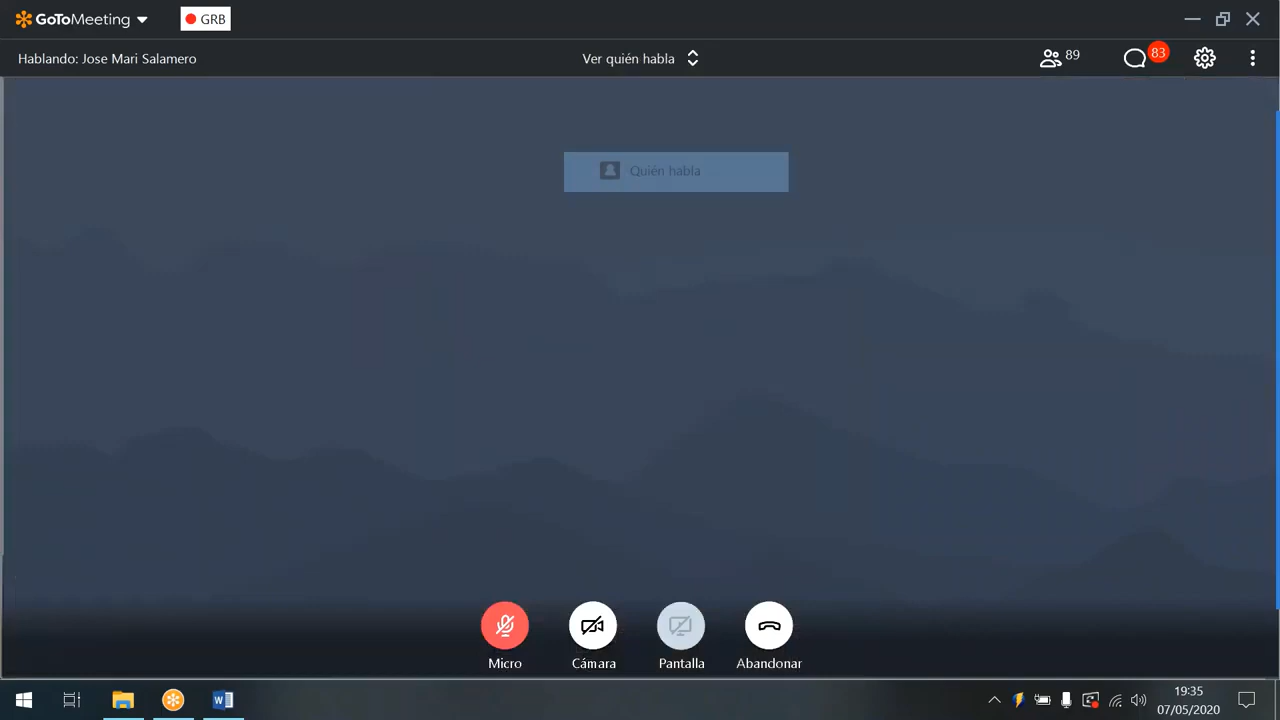 GoToMeeting
GRB
Hablando: Jose Mari Salamero
Ver quién habla
89
83
Quién habla
Micro
Cámara
Pantalla
Abandonar
W
19:35
07/05/2020